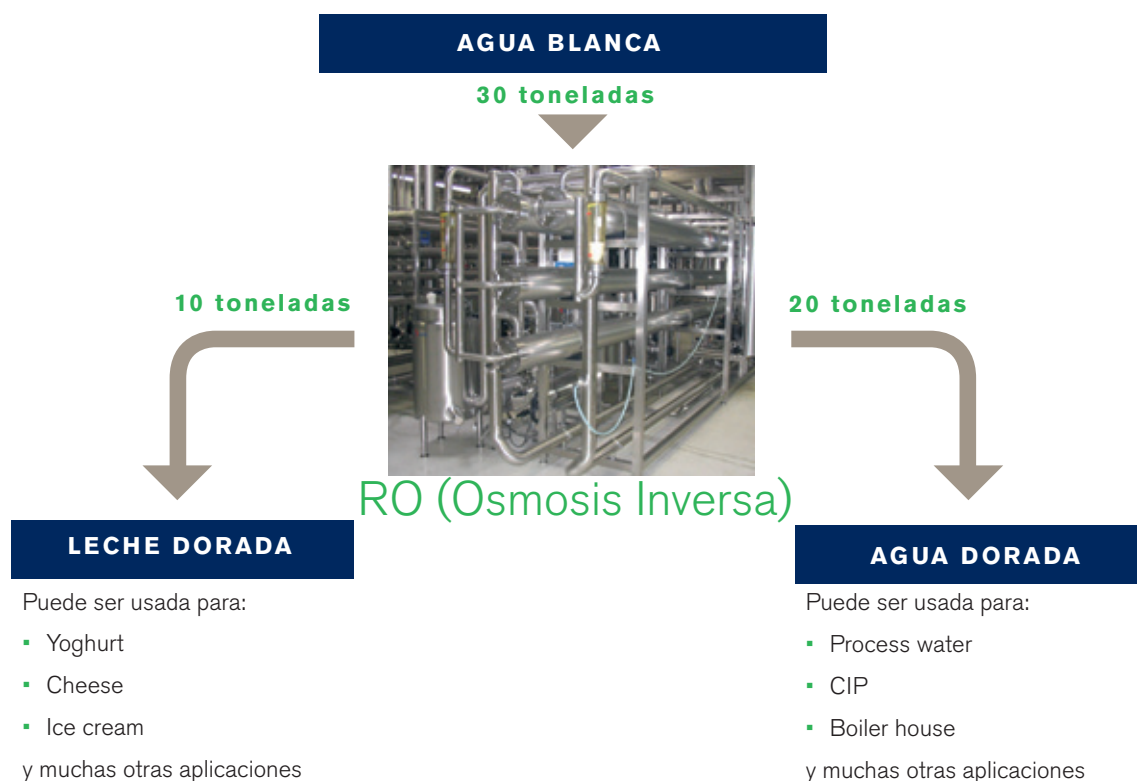 AGUA BLANCA
30 toneladas
10 toneladas
20 toneladas
RO (Osmosis Inversa)
LECHE DORADA
Puede ser usada para:
▪ Yoghurt
▪ Cheese
▪ Ice cream
y muchas otras aplicaciones
AGUA DORADA
Puede ser usada para:
▪ Process water
▪ CIP
▪ Boiler house
y muchas otras aplicaciones